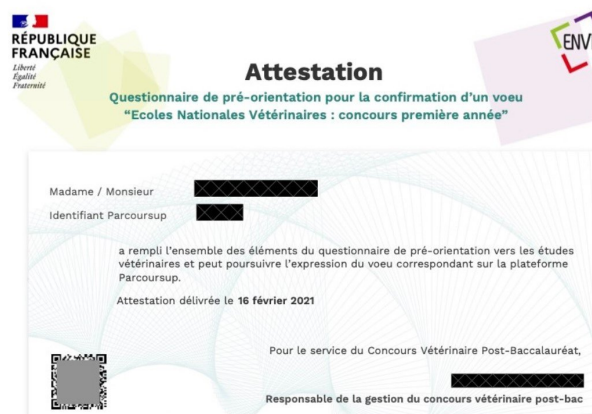 RÉPUBLIQUE
FRANÇAISE
Liberté
Égalité
Fraternité
ENV
Attestation
Questionnaire de pré-orientation pour la confirmation d'un voeu
"Ecoles Nationales Vétérinaires : concours première année"
Madame / Monsieur
Identifiant Parcoursup
a rempli l'ensemble des éléments du questionnaire de pré-orientation vers les études
vétérinaires et peut poursuivre l'expression du voeu correspondant sur la plateforme
Parcoursup.
Attestation délivrée le 16 février 2021
Pour le service du Concours Vétérinaire Post-Baccalauréat,
Responsable de la gestion du concours vétérinaire post-bac